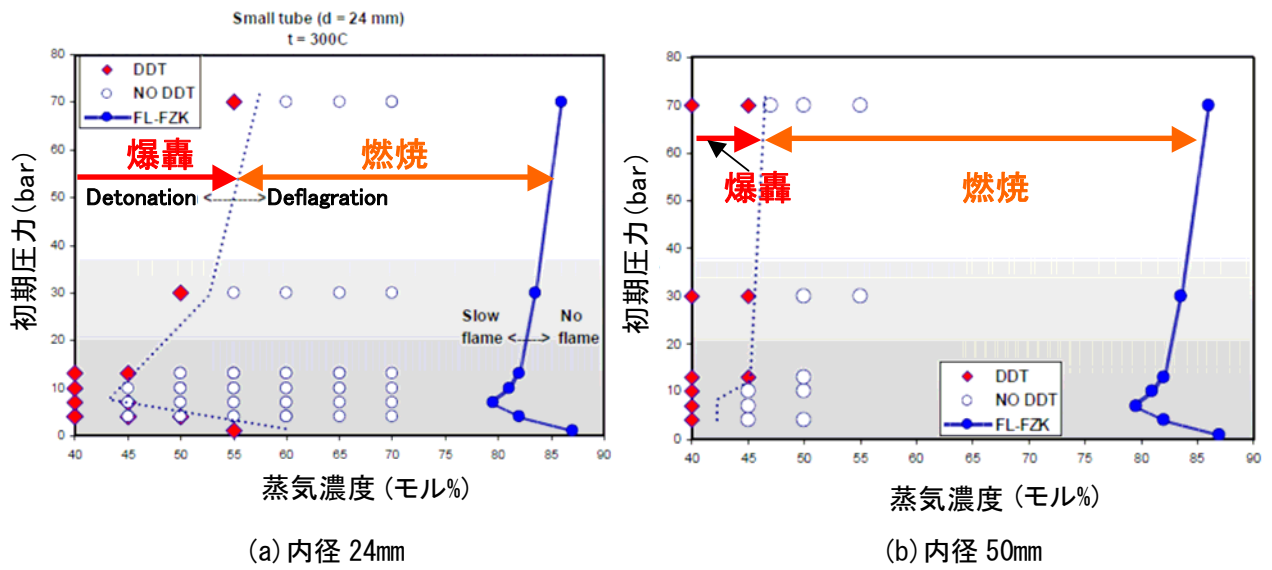 Small tube (d = 24 mm)
t = 300C
80
70
60
50
40
30
20
10
0
初期圧力(bar)
DDT
NO DDT
FL-FZK
爆轟
燃焼
Detonation <----> Deflagration
Slow <----> No
flame flame
40 45 50 55 60 65 70 75 80 85 90
蒸気濃度(モル%)
(a)内径 24mm
80
70
60
50
40
30
20
10
0
初期圧力(bar)
爆轟
燃焼
DDT
NO DDT
FL-FZK
40 45 50 55 60 65 70 75 80 85 90
蒸気濃度(モル%)
(b)内径 50mm